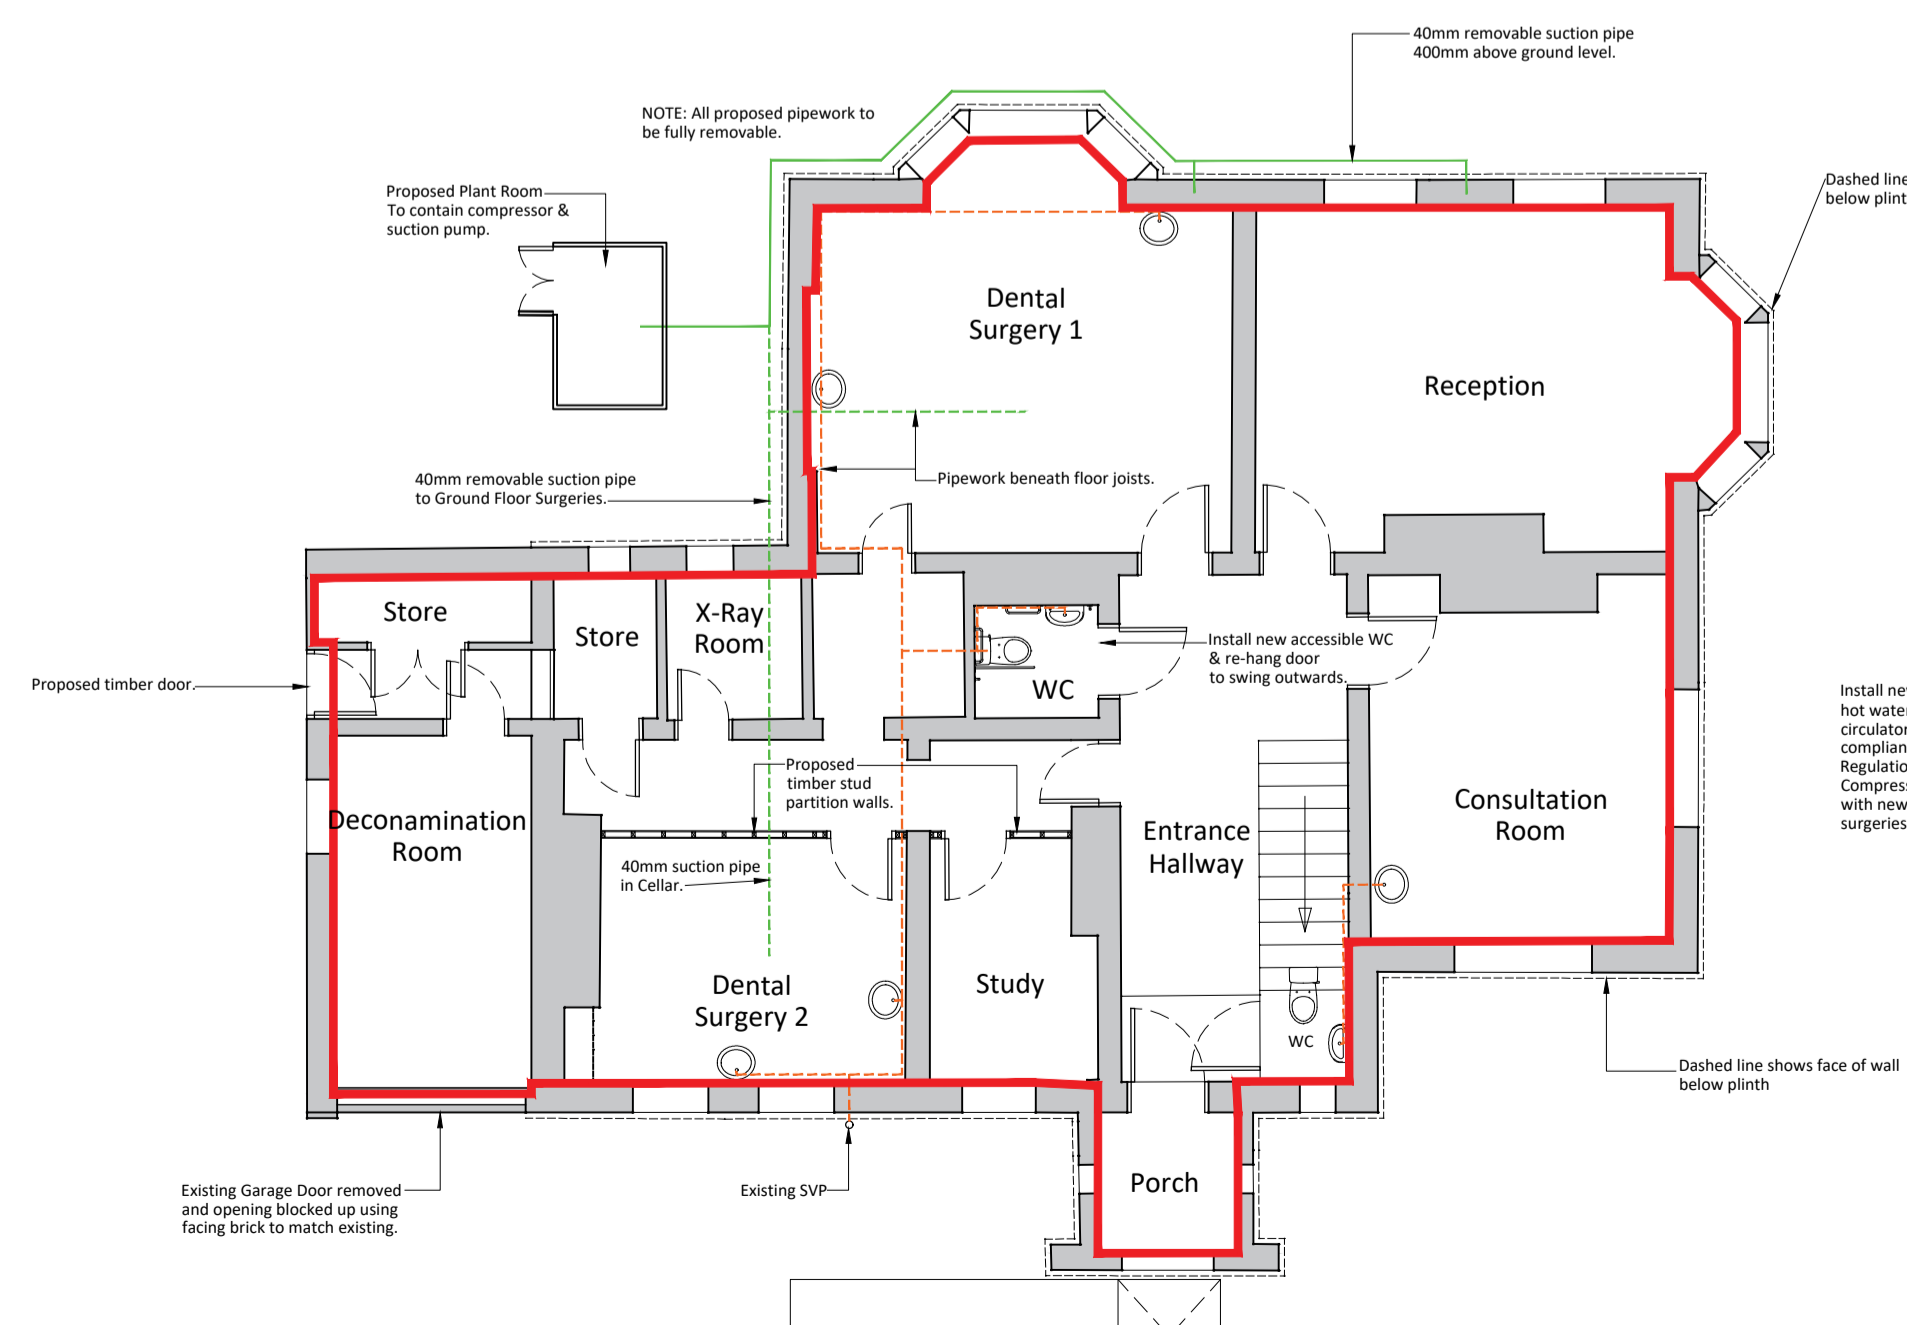 40mm removable suction pipe
400mm above ground level.
NOTE: All proposed pipework to
be fully removable.
Proposed Plant Room
To contain compressor &
suction pump.
Dashed line
below plint
Dental
Surgery 1
Reception
40mm removable suction pipe
to Ground Floor Surgeries.
Pipework beneath floor joists.
Store
Store
X-Ray
Room
WC
Install new accessible WC
& re-hang door
to swing outwards.
Proposed timber door.
Install ne
hot water
circulator
complian
Regulatio
Compress
with new
surgeries
Proposed
timber stud
partition walls.
Deconamination
Room
Entrance
Hallway
Consultation
Room
40mm suction pipe
in Cellar.
Dental
Surgery 2
Study
WC
Dashed line shows face of wall
below plinth
Existing Garage Door removed
and opening blocked up using
facing brick to match existing.
Existing SVP
Porch